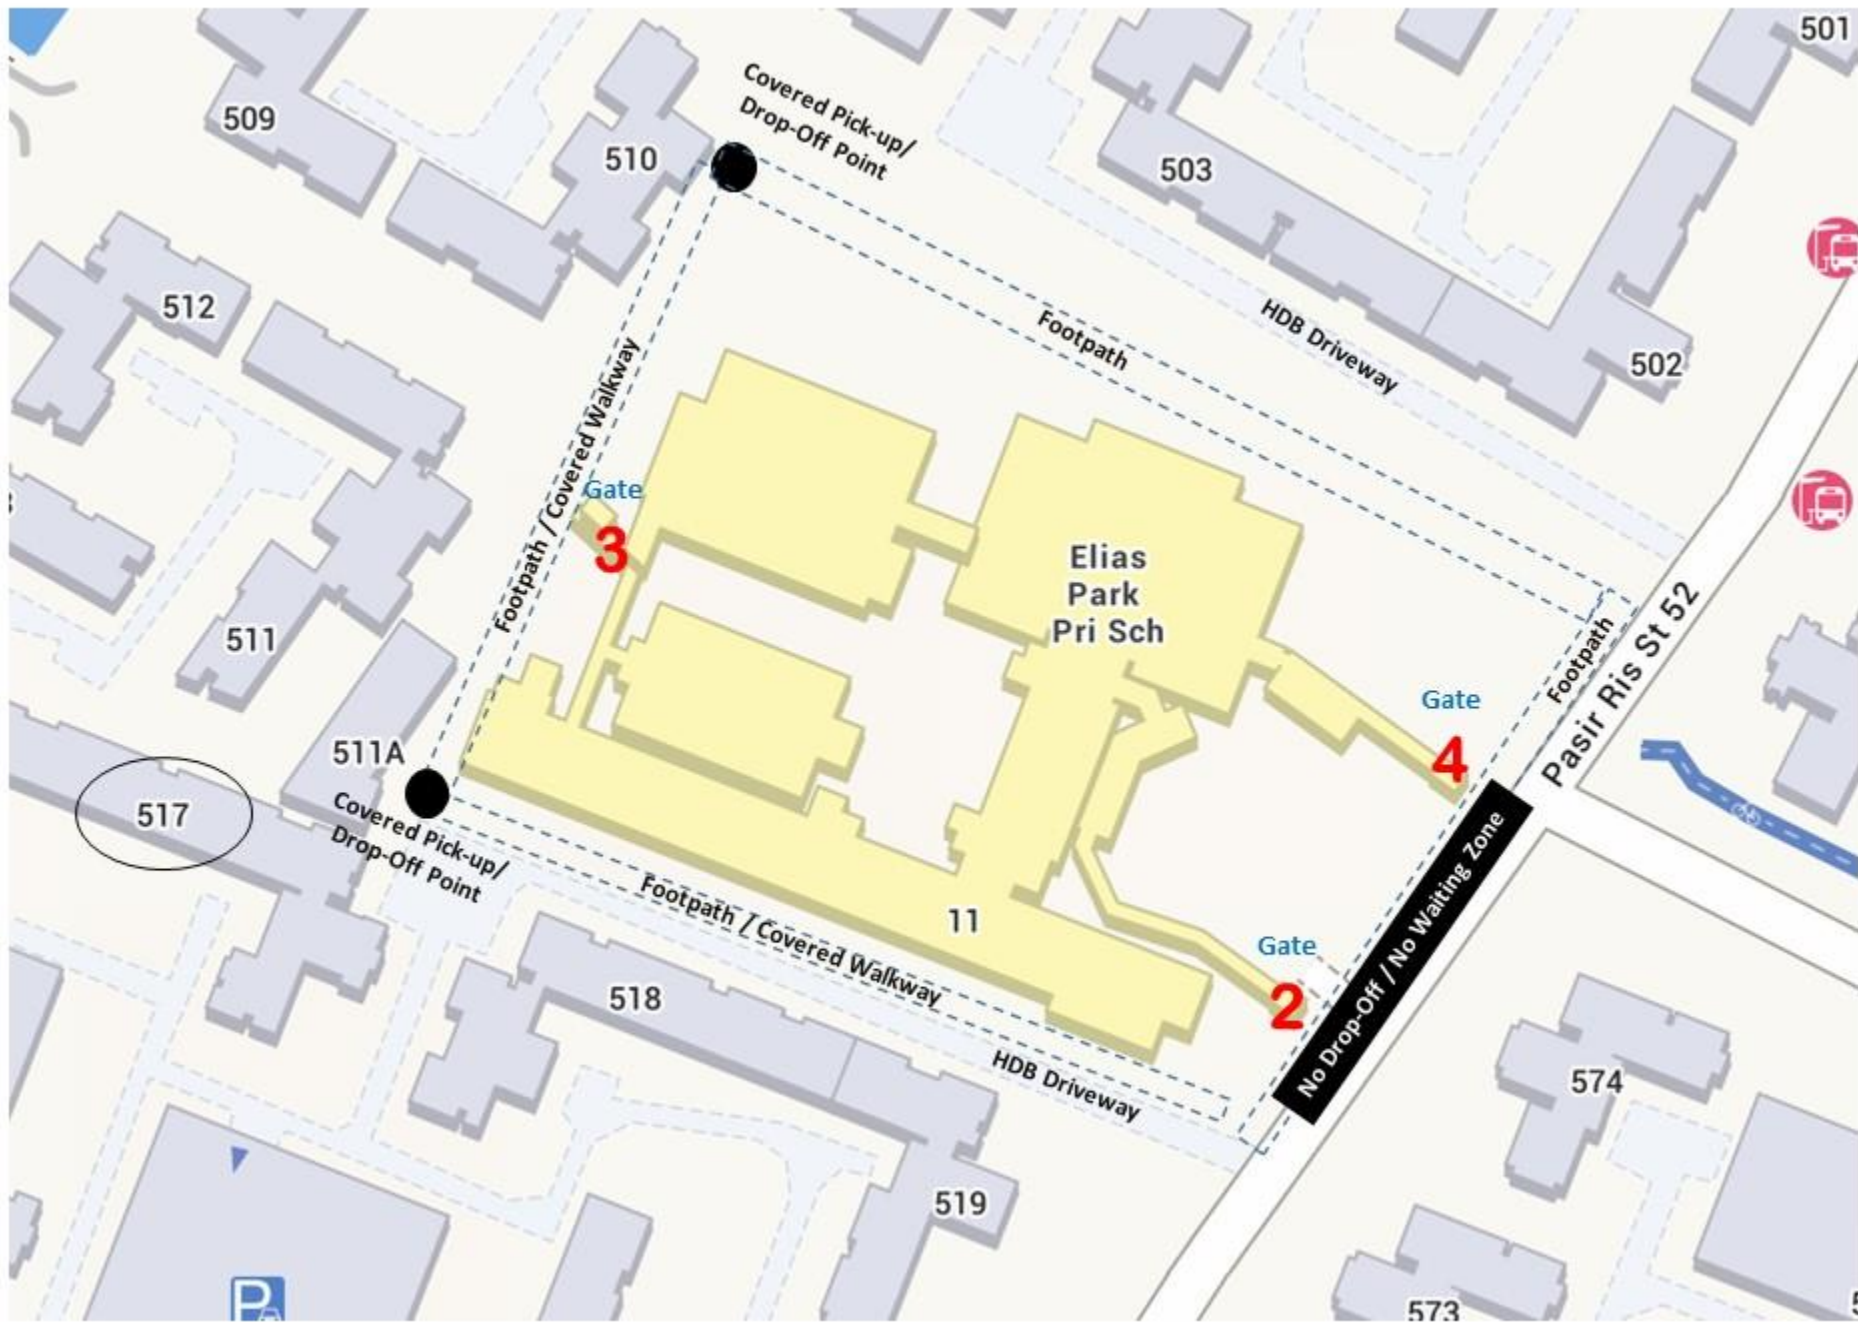 501
Covered Pick-up/
Drop-Off Point
509
510
503
512
HDB Driveway
Footpath
502
Footpath / Covered Walkway
Gate
3
Elias
Park
Pri Sch
Footpath
Pasir Ris St 52
511
Gate
4
511A
517
Covered Pick-up/
Drop-Off Point
No Drop-Off / No Waiting Zone
Footpath / Covered Walkway
11
Gate
2
518
HDB Driveway
574
519
P
573